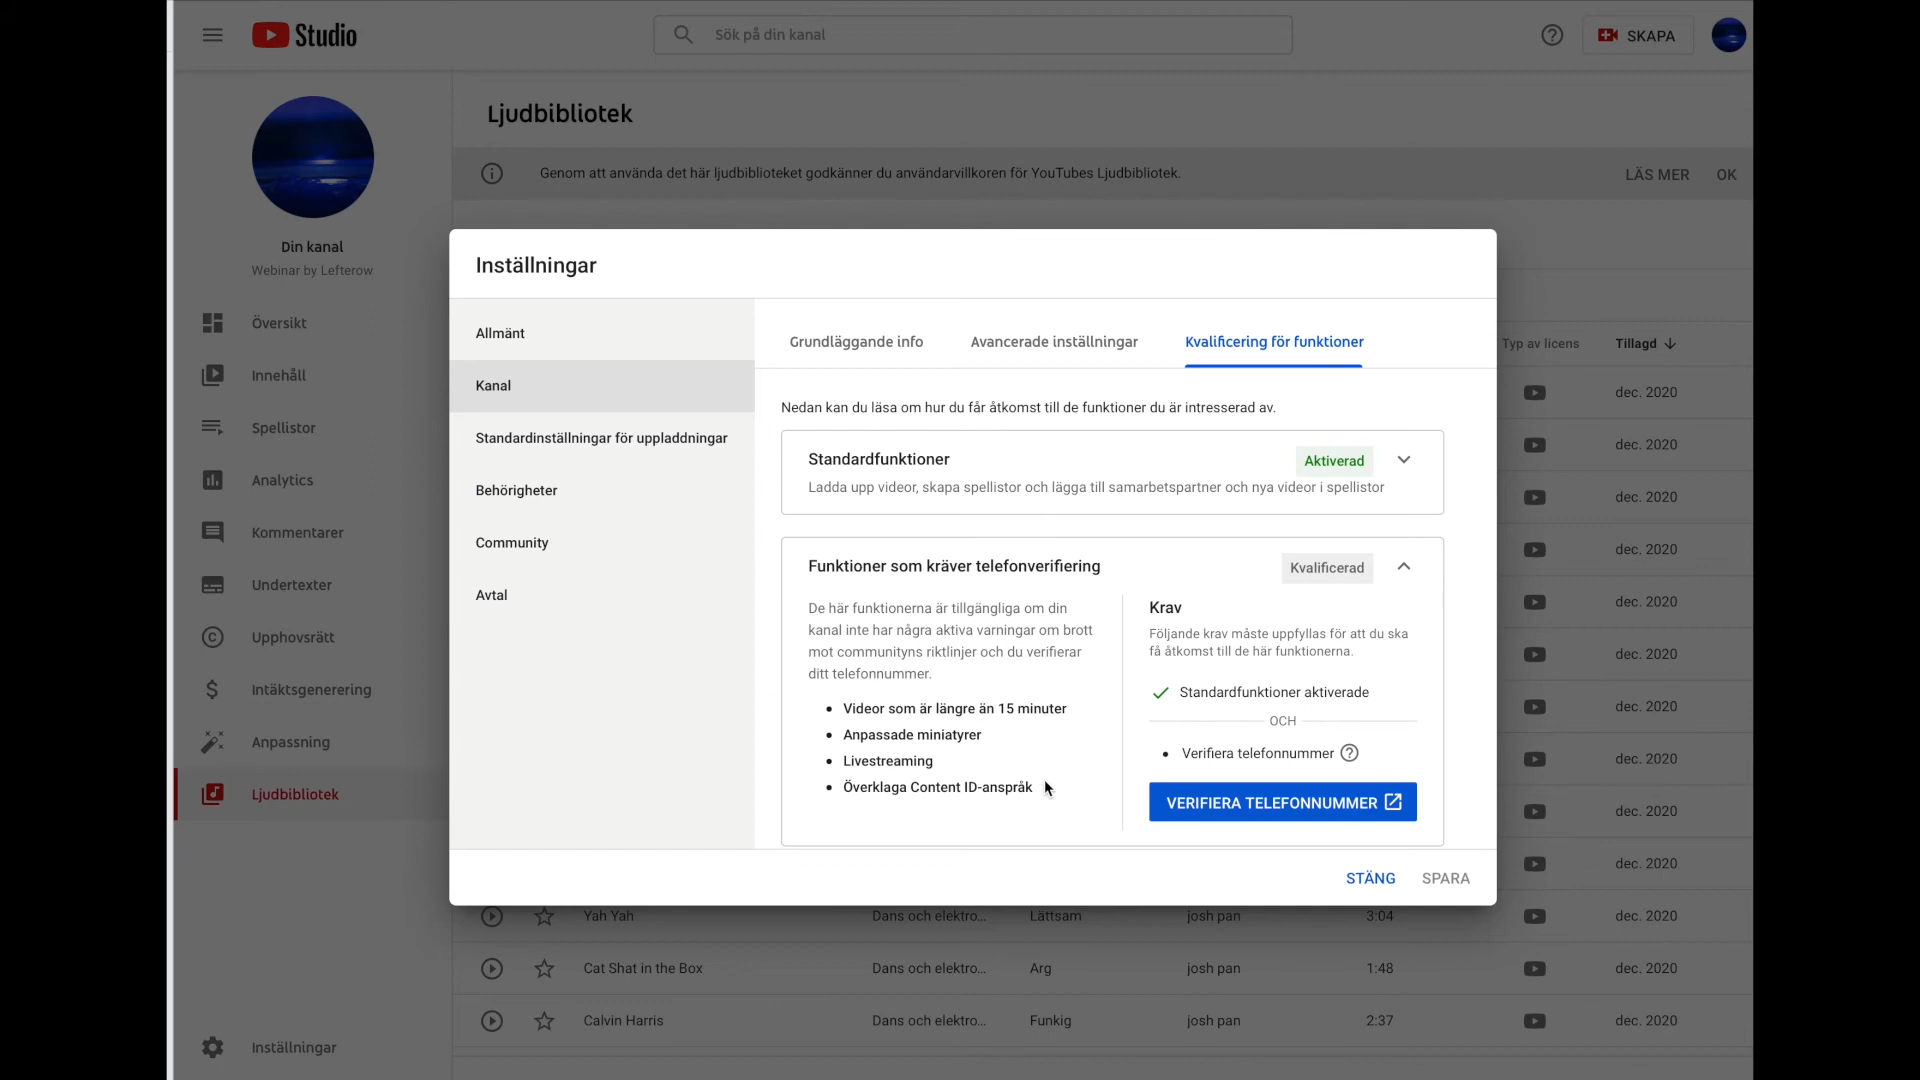 Studio
Sök på din kanal
SKAPA
Din kanal
Webinar by Lefterow
Översikt
Innehåll
Spellistor
Analytics
Kommentarer
Undertexter
Upphovsrätt
Intäktsgenerering
Anpassning
Ljudbibliotek
Inställningar
Ljudbibliotek
Genom att använda det här ljudbiblioteket godkänner du användarvillkoren för YouTubes Ljudbibliotek.
LÄS MER OK
Inställningar
Allmänt
Kanal
Standardinställningar för uppladdningar
Behörigheter
Community
Avtal
Grundläggande info Avancerade inställningar Kvalificering för funktioner
Nedan kan du läsa om hur du får åtkomst till de funktioner du är intresserad av.
Standardfunktioner Aktiverad
Ladda upp videor, skapa spellistor och lägga till samarbetspartner och nya videor i spellistor
Funktioner som kräver telefonverifiering Kvalificerad
De här funktionerna är tillgängliga om din
kanal inte har några aktiva varningar om brott
mot communityns riktlinjer och du verifierar
ditt telefonnummer.
Videor som är längre än 15 minuter
Anpassade miniatyrer
Livestreaming
Överklaga Content ID-anspråk
Krav
Följande krav måste uppfyllas för att du ska
få åtkomst till de här funktionerna.
Standardfunktioner aktiverade
OCH
Verifiera telefonnummer
VERIFIERA TELEFONNUMMER
STÄNG SPARA
Typ av licens Tillagd
dec. 2020
dec. 2020
dec. 2020
dec. 2020
dec. 2020
dec. 2020
dec. 2020
dec. 2020
dec. 2020
dec. 2020
Yah Yah Dans och elektro... Lättsam josh pan 3:04 dec. 2020
Cat Shat in the Box Dans och elektro... Arg josh pan 1:48 dec. 2020
Calvin Harris Dans och elektro... Funkig josh pan 2:37 dec. 2020